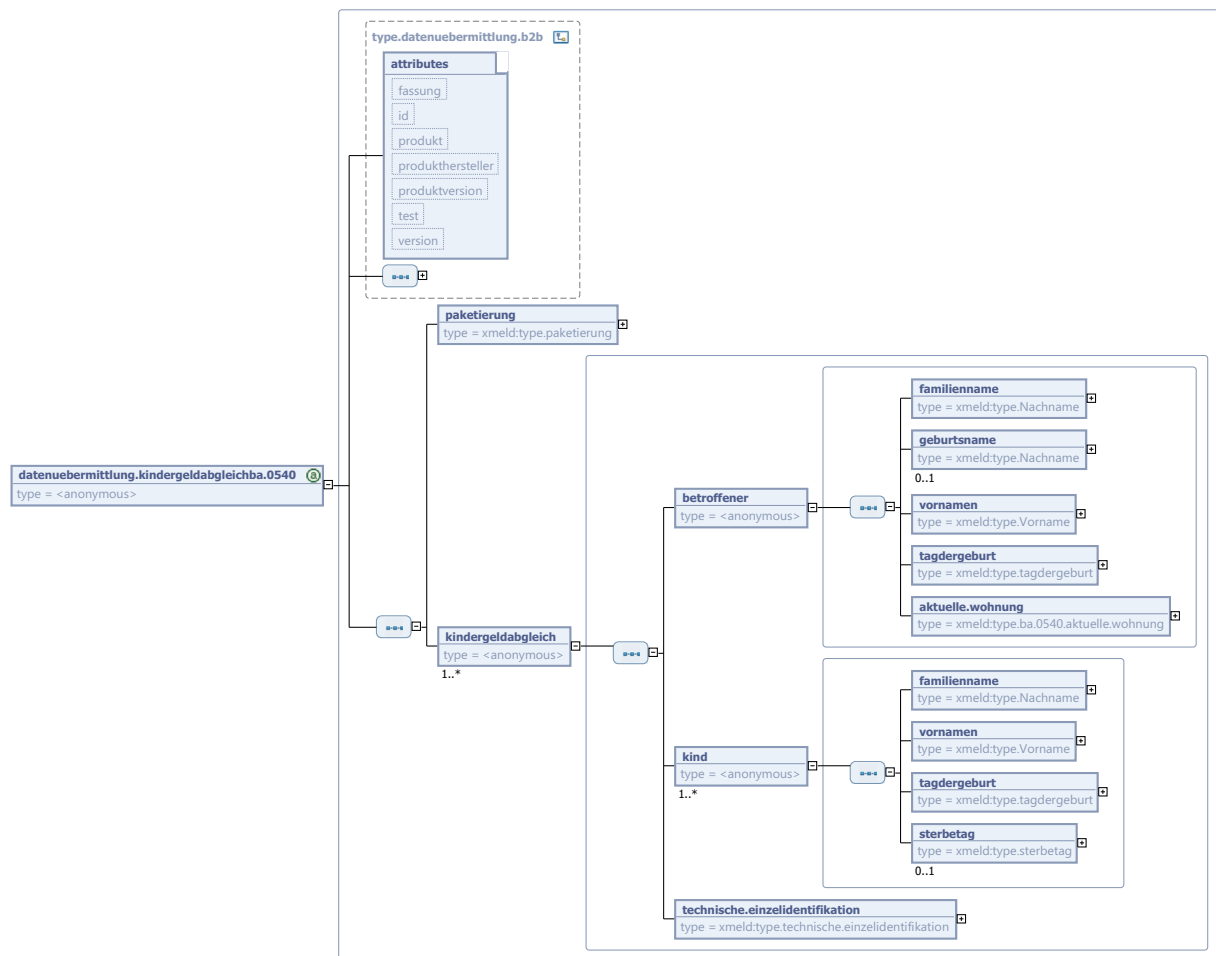 type.datenuebermittlung.b2b
attributes
fassung
id
produkt
produkthersteller
produktversion
test
version
paketierung
type = xmeld:type.paketierung
datenuebermittlung.kindergeldabgleichba.0540 a
type = <anonymous>
kindergeldabgleich
type = <anonymous>
1..*
betroffener
type = <anonymous>
familienname
type = xmeld:type.Nachname
geburtsname
type = xmeld:type.Nachname
0..1
vornamen
type = xmeld:type.Vorname
tagdergeburt
type = xmeld:type.tagdergeburt
aktuelle.wohnung
type = xmeld:type.ba.0540.aktuelle.wohnung
kind
type = <anonymous>
1..*
familienname
type = xmeld:type.Nachname
vornamen
type = xmeld:type.Vorname
tagdergeburt
type = xmeld:type.tagdergeburt
sterbetag
type = xmeld:type.sterbetag
0..1
technische.einzelidentifikation
type = xmeld:type.technische.einzelidentifikation